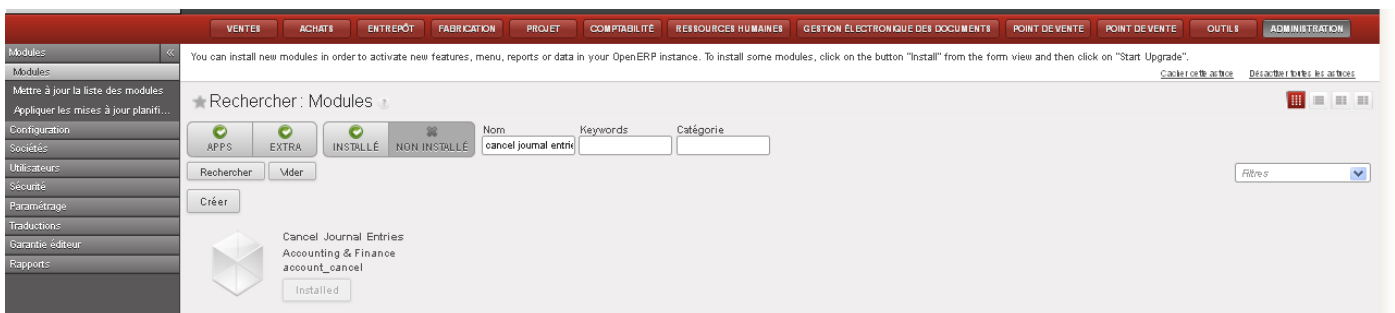 VENTES ACHATS ENTREPÔT FABRICATION PROJET COMPTABILITÉ RESSOURCES HUMAINES GESTION ÉLECTRONIQUE DES DOCUMENTS POINT DE VENTE POINT DE VENTE OUTILS ADMINISTRATION
Modules «
Modules
Mettre à jour la liste des modules
Appliquer les mises à jour planifi...
Configuration
Sociétés
Utilisateurs
Sécurité
Paramétrage
Traductions
Garantie éditeur
Rapports
You can install new modules in order to activate new features, menu, reports or data in your OpenERP instance. To install some modules, click on the button "Install" from the form view and then click on "Start Upgrade".
Cacher cette astuce Désactiver toutes les astuces
Rechercher : Modules ?
APPS EXTRA INSTALLÉ NON INSTALLÉ
Nom Keywords Catégorie
cancel journal entrie
Rechercher Vider
Filtres
Créer
Cancel Journal Entries
Accounting & Finance
account_cancel
Installed